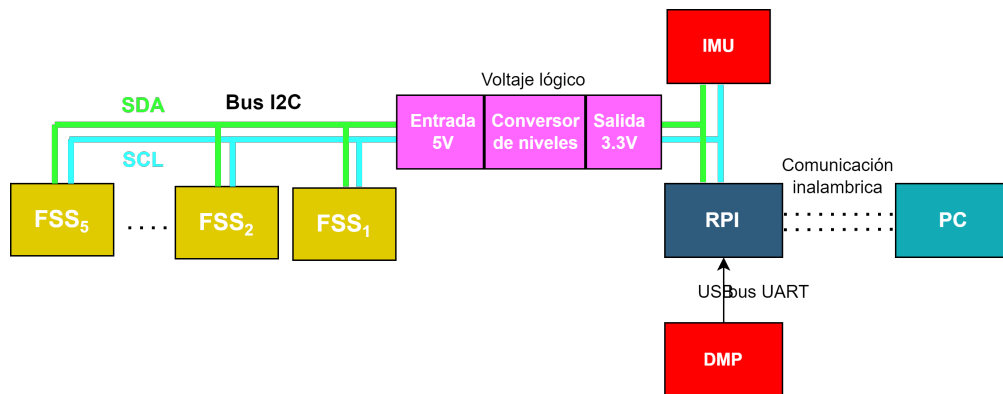 IMU
Voltaje lógico
SDA
Bus I2C
Entrada
5V
Conversor
de niveles
Salida
3.3V
SCL
Comunicación
inalambrica
FSS5
....
FSS2
FSS1
RPI
PC
USB bus UART
DMP